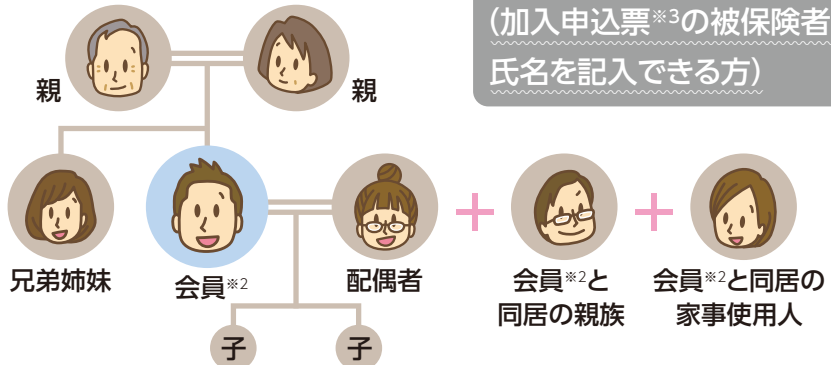 (加入申込票※3の被保険者
氏名を記入できる方)
親
親
兄弟姉妹
会員※2
配偶者
会員※2と
同居の親族
会員※2と同居の
家事使用人
子
子